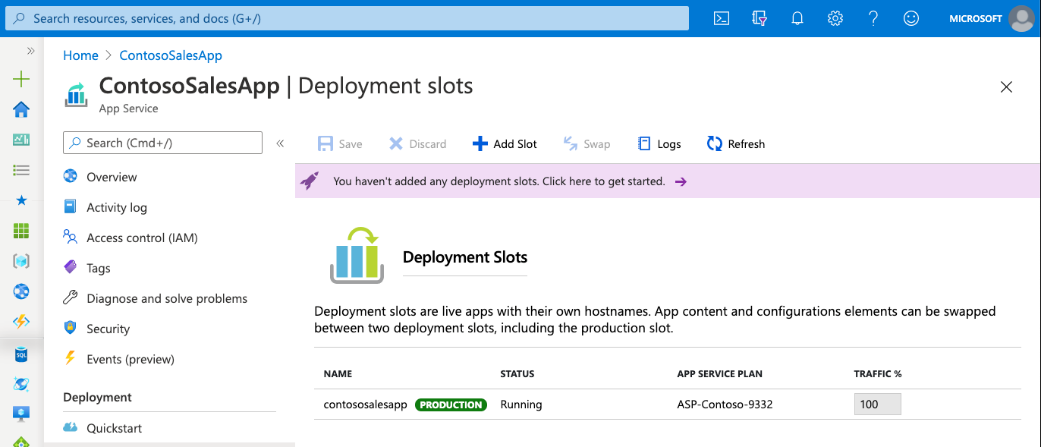 Search resources, services, and docs (G+/)
MICROSOFT
Home > ContosoSalesApp
ContosoSalesApp | Deployment slots
App Service
Search (Cmd+/)
Save Discard Add Slot Swap Logs Refresh
You haven't added any deployment slots. Click here to get started.
Overview
Activity log
Access control (IAM)
Tags
Diagnose and solve problems
Security
Events (preview)
Deployment
Quickstart
Deployment Slots
Deployment slots are live apps with their own hostnames. App content and configurations elements can be swapped
between two deployment slots, including the production slot.
NAME STATUS APP SERVICE PLAN TRAFFIC %
contososalesapp PRODUCTION Running ASP-Contoso-9332 100
SQL